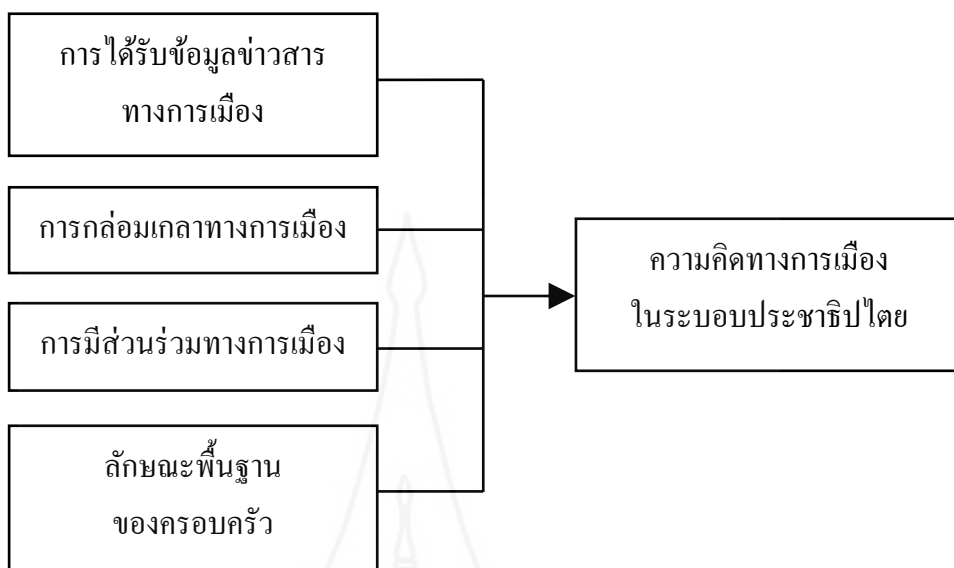 การได้รับข้อมูลข่าวสาร
ทางการเมือง
การกล่อมเกลาทางการเมือง
การมีส่วนร่วมทางการเมือง
ลักษณะพื้นฐาน
ของครอบครัว
ความคิดทางการเมือง
ในระบอบประชาธิปไตย